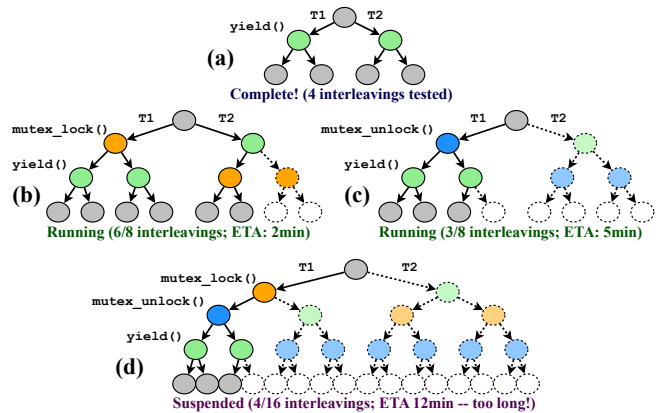 T1 T2
yield()
(a)
Complete! (4 interleavings tested)
T1 T2
mutex_lock()
yield()
(b)
Running (6/8 interleavings; ETA: 2min)
T1 T2
mutex_unlock()
yield()
(c)
Running (3/8 interleavings; ETA: 5min)
T1 T2
mutex_lock()
mutex_unlock()
yield()
(d)
Suspended (4/16 interleavings; ETA 12min -- too long!)